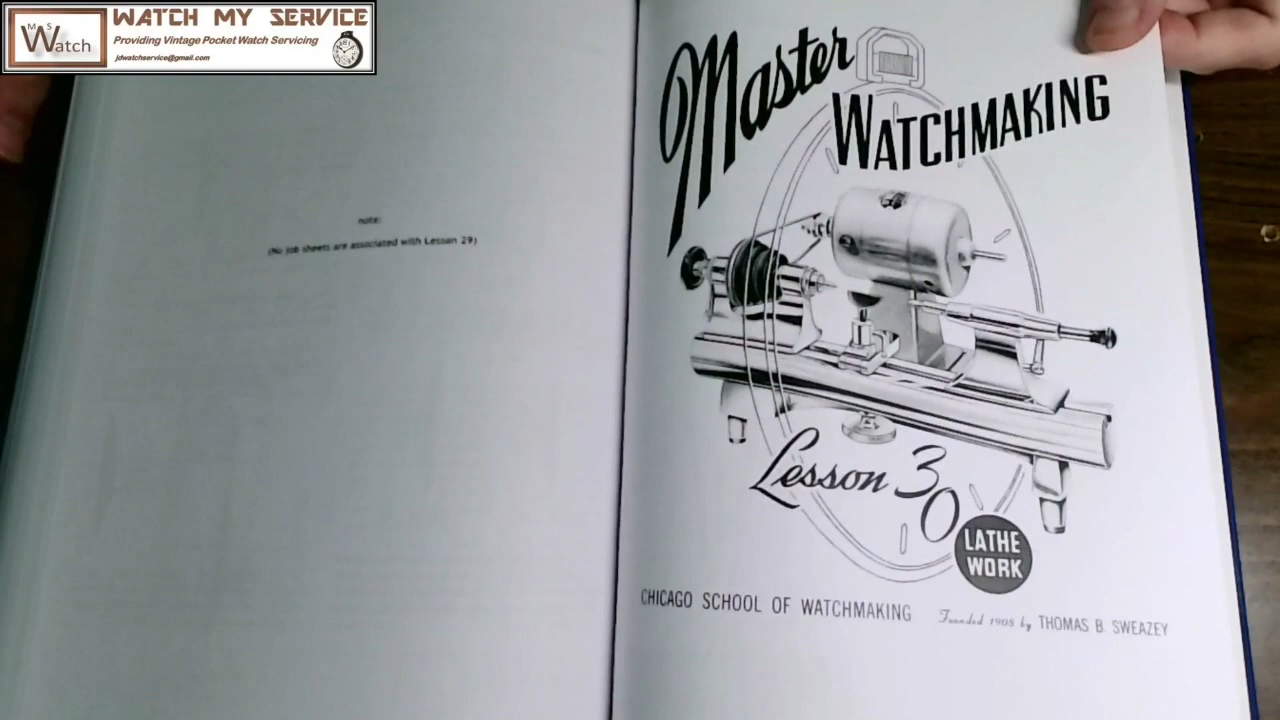 M S
Watch
WATCH MY SERVICE
Providing Vintage Pocket Watch Servicing
jdwatchservice@gmail.com
note:
(No job sheets are associated with Lesson 29)
Master
WATCHMAKING
Lesson 30
LATHE
WORK
CHICAGO SCHOOL OF WATCHMAKING
Founded 1908 by THOMAS B. SWEAZEY